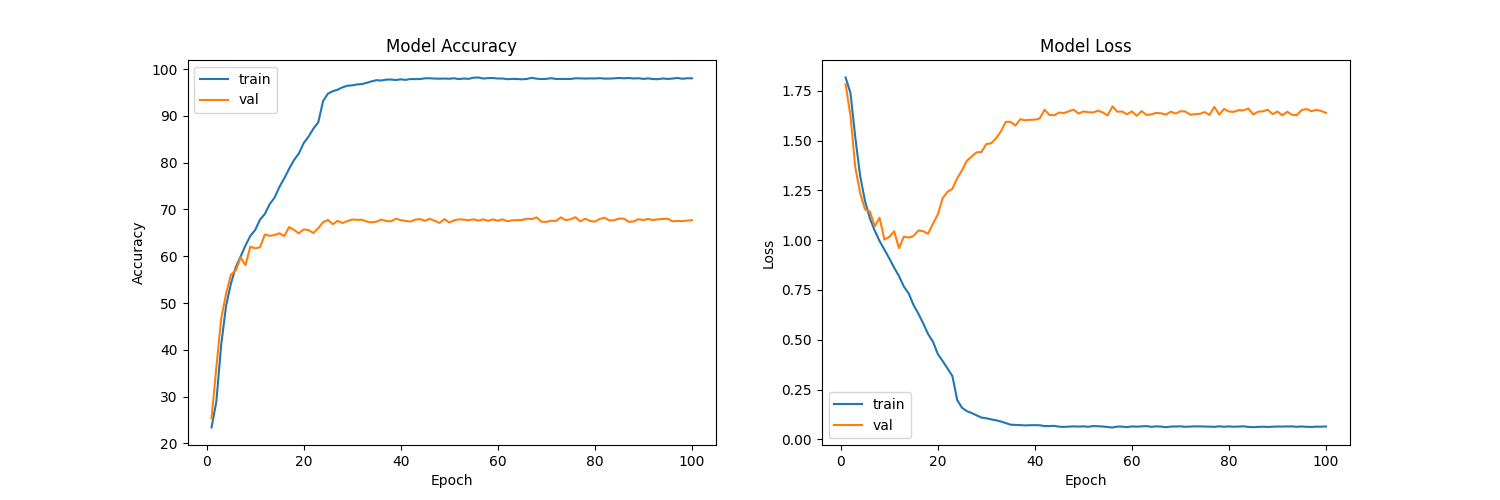 Model Accuracy
100
90
80
70
60
50
40
30
20
Accuracy
train
val
0 20 40 60 80 100
Epoch
Model Loss
1.75
1.50
1.25
1.00
0.75
0.50
0.25
0.00
Loss
train
val
0 20 40 60 80 100
Epoch